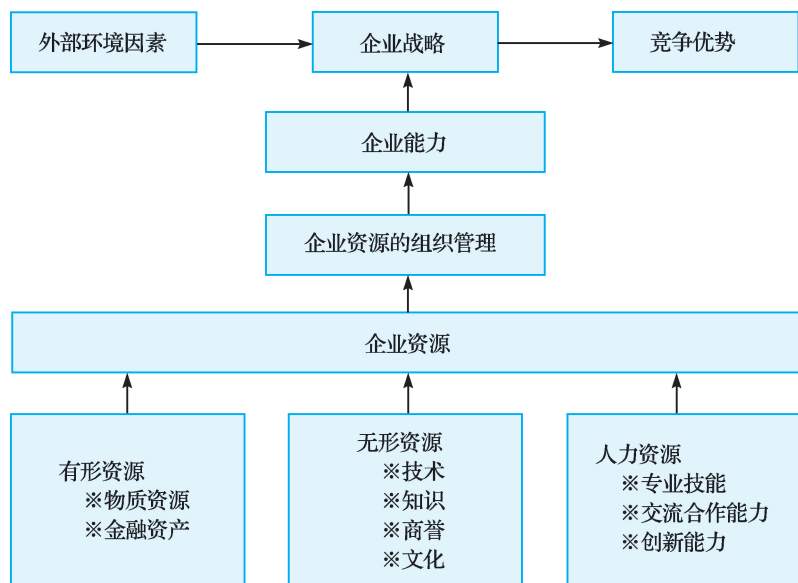 外部环境因素
企业战略
竞争优势
企业能力
企业资源的组织管理
企业资源
有形资源
※物质资源
※金融资产
无形资源
※技术
※知识
※商誉
※文化
人力资源
※专业技能
※交流合作能力
※创新能力